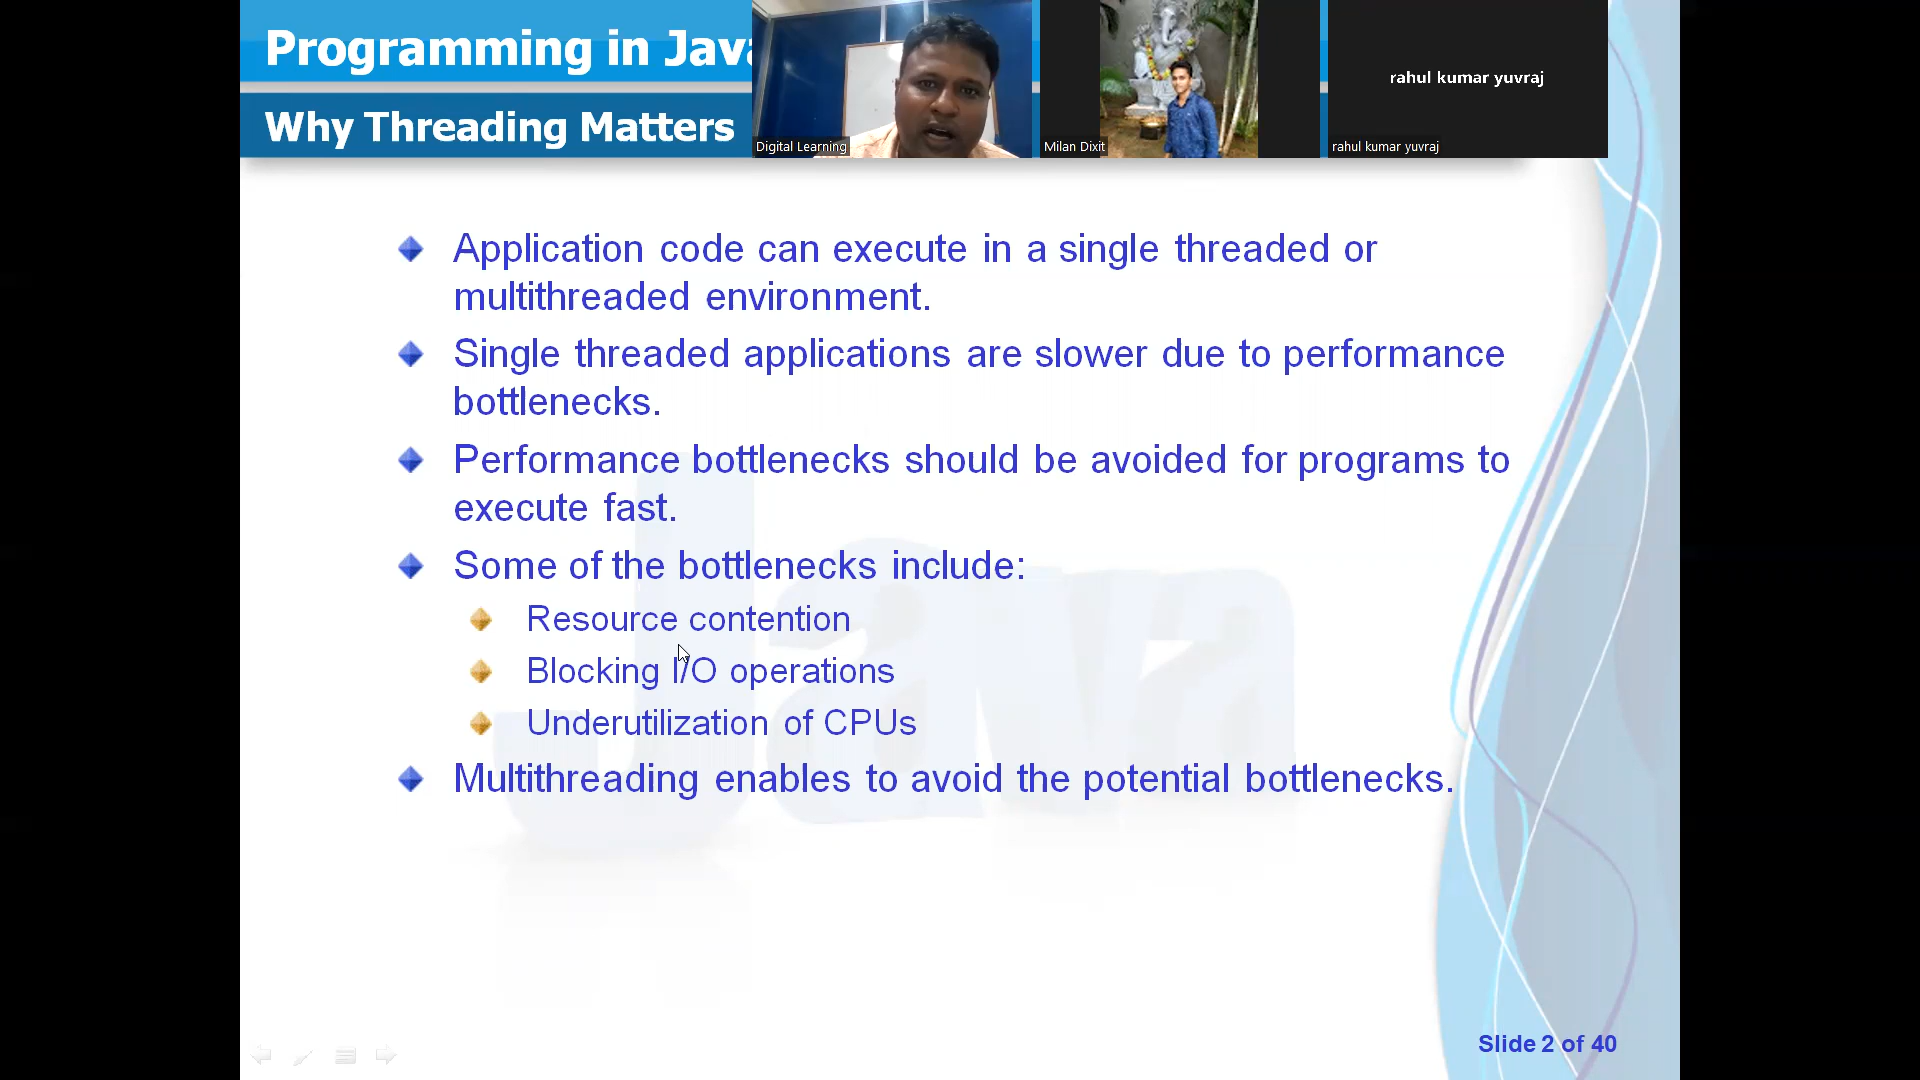 Programming in Java
Why Threading Matters
Digital Learning
Milan Dixit
rahul kumar yuvraj
rahul kumar yuvraj
Application code can execute in a single threaded or
multithreaded environment.
Single threaded applications are slower due to performance
bottlenecks.
Performance bottlenecks should be avoided for programs to
execute fast.
Some of the bottlenecks include:
Resource contention
Blocking I/O operations
Underutilization of CPUs
Multithreading enables to avoid the potential bottlenecks.
Java
Slide 2 of 40